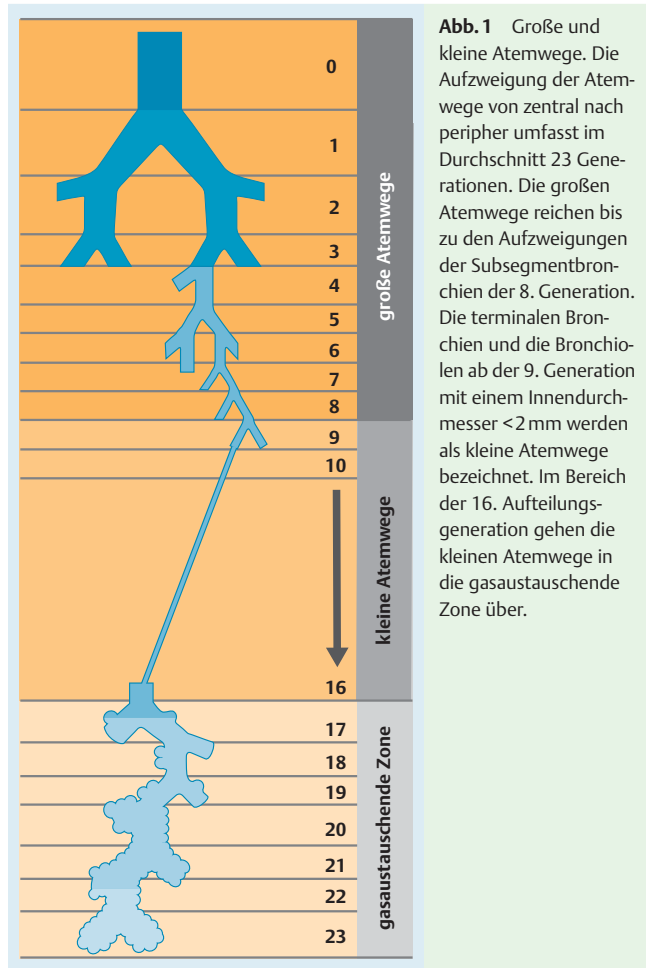 0
1
2
3
4
5
6
7
8
9
10
16
17
18
19
20
21
22
23
große Atemwege
kleine Atemwege
gasaustauschende Zone
Abb. 1 Große und
kleine Atemwege. Die
Aufzweigung der Atem-
wege von zentral nach
peripher umfasst im
Durchschnitt 23 Gene-
rationen. Die großen
Atemwege reichen bis
zu den Aufzweigungen
der Subsegmentbron-
chien der 8. Generation.
Die terminalen Bron-
chien und die Bronchio-
len ab der 9. Generation
mit einem Innendurch-
messer <2 mm werden
als kleine Atemwege
bezeichnet. Im Bereich
der 16. Aufteilungs-
generation gehen die
kleinen Atemwege in
die gasaustauschende
Zone über.